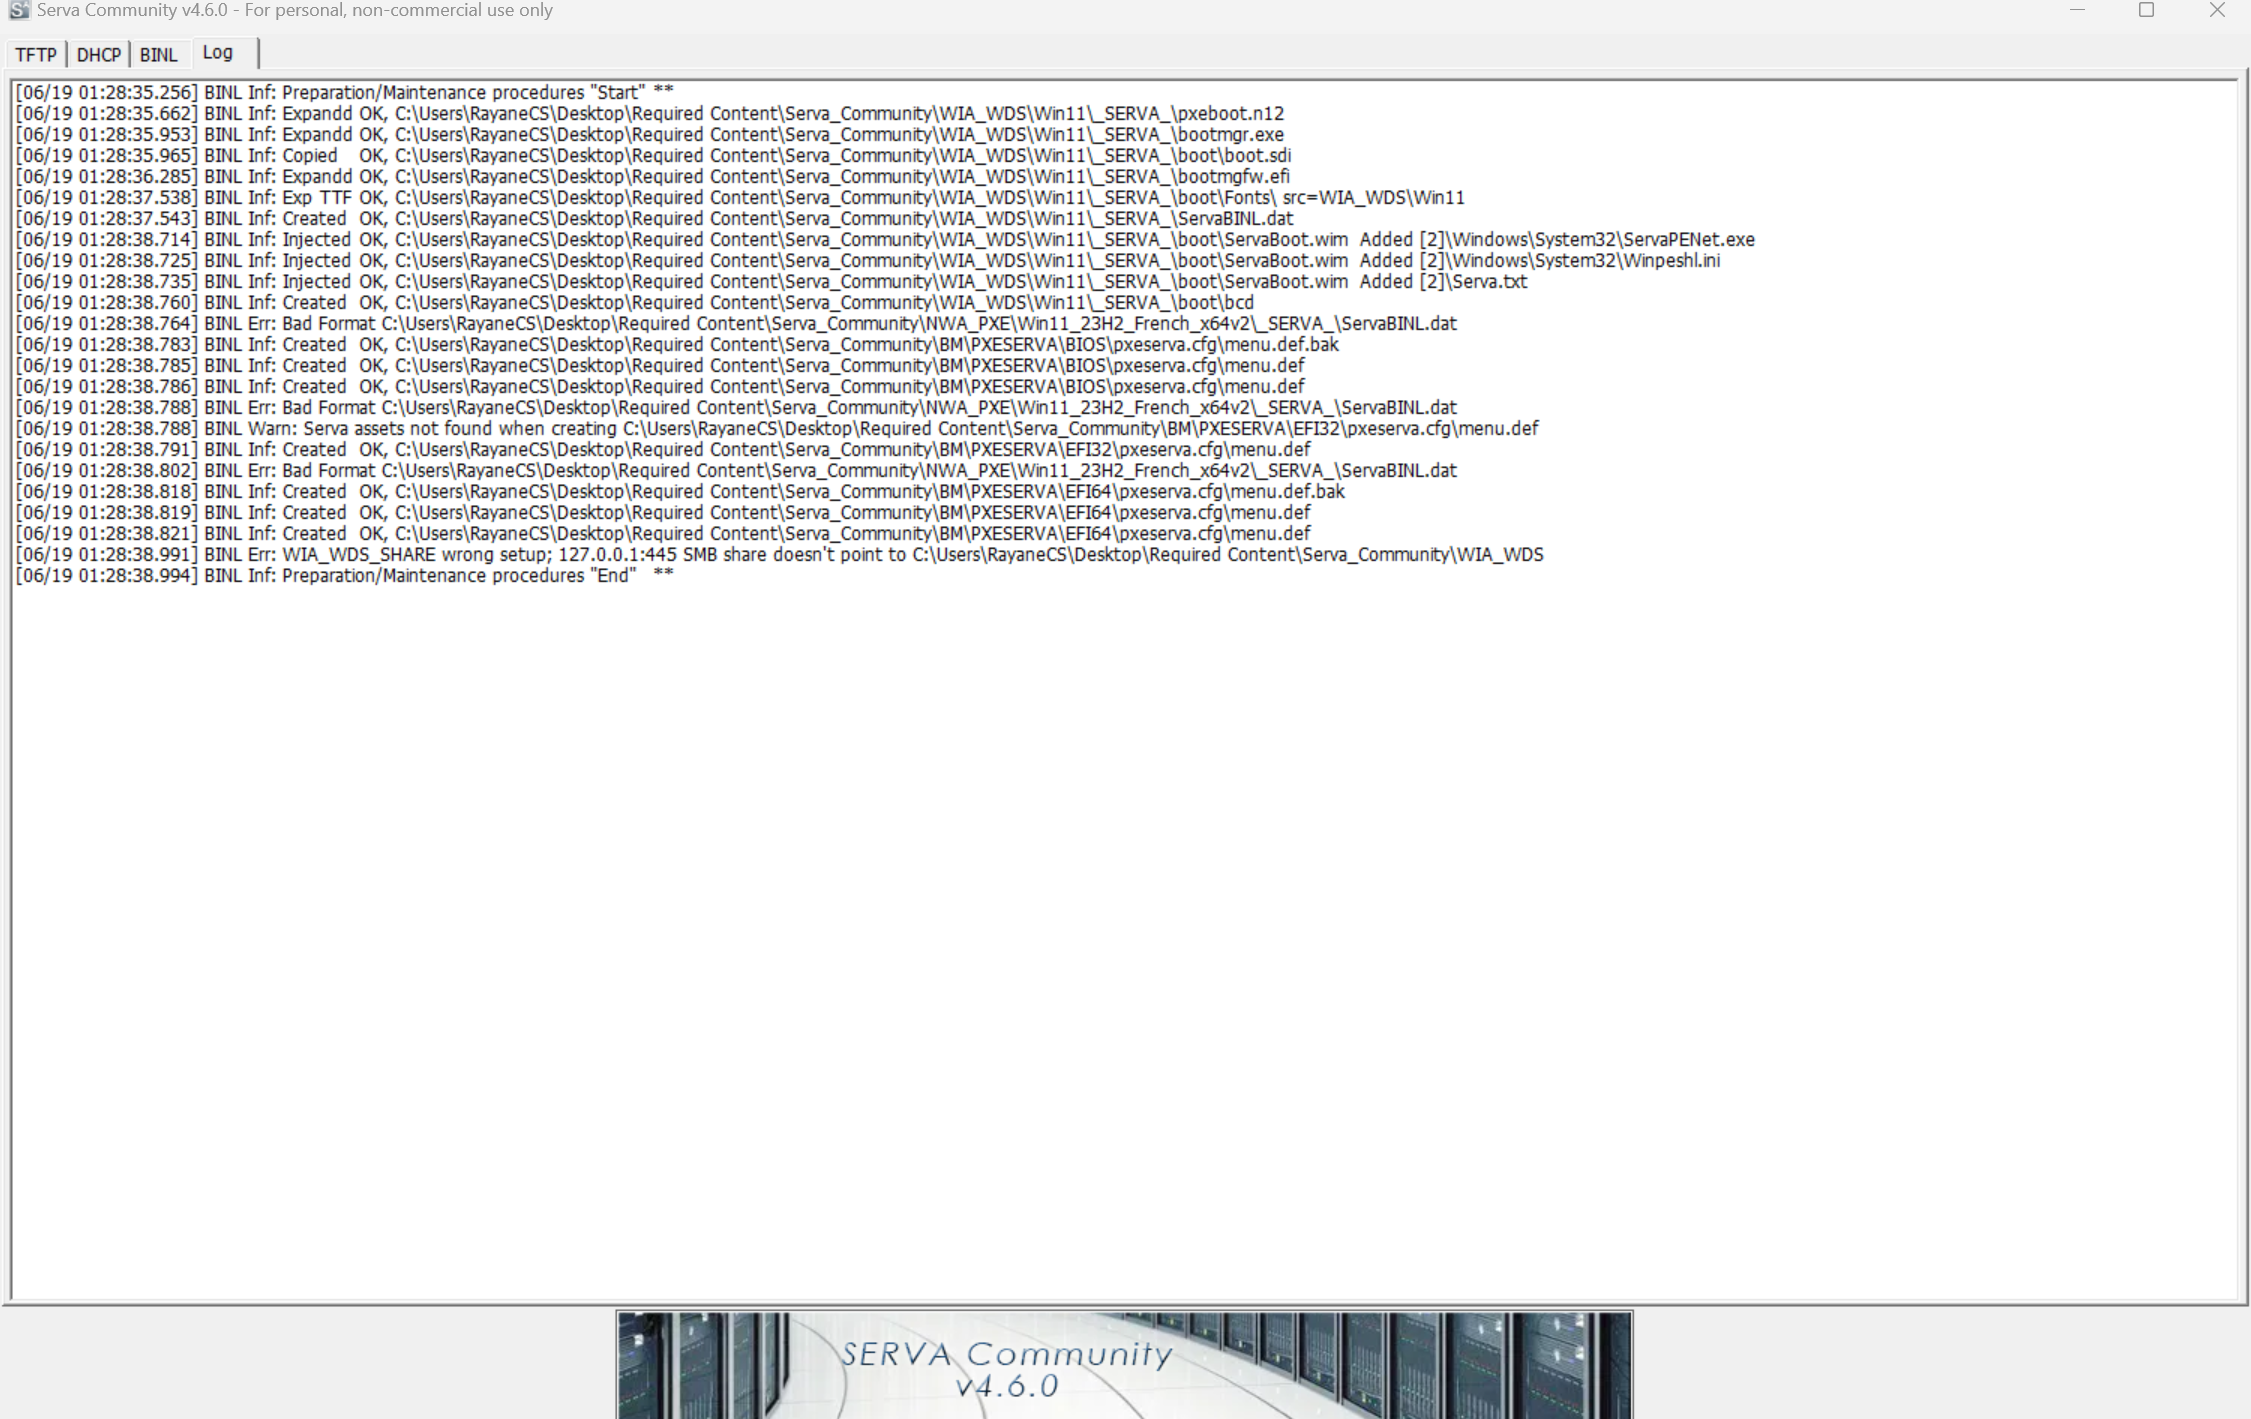 Serva Community v4.6.0 - For personal, non-commercial use only
TFTP DHCP BINL Log
[06/19 01:28:35.256] BINL Inf: Preparation/Maintenance procedures "Start" **
[06/19 01:28:35.662] BINL Inf: Expandd OK, C:\Users\RayaneCS\Desktop\Required Content\Serva_Community\WIA_WDS\Win11\_SERVA_\pxeboot.n12
[06/19 01:28:35.953] BINL Inf: Expandd OK, C:\Users\RayaneCS\Desktop\Required Content\Serva_Community\WIA_WDS\Win11\_SERVA_\bootmgr.exe
[06/19 01:28:35.965] BINL Inf: Copied OK, C:\Users\RayaneCS\Desktop\Required Content\Serva_Community\WIA_WDS\Win11\_SERVA_\boot\boot.sdi
[06/19 01:28:36.285] BINL Inf: Expandd OK, C:\Users\RayaneCS\Desktop\Required Content\Serva_Community\WIA_WDS\Win11\_SERVA_\bootmgfw.efi
[06/19 01:28:37.538] BINL Inf: Exp TTF OK, C:\Users\RayaneCS\Desktop\Required Content\Serva_Community\WIA_WDS\Win11\_SERVA_\boot\Fonts\ src=WIA_WDS\Win11
[06/19 01:28:37.543] BINL Inf: Created OK, C:\Users\RayaneCS\Desktop\Required Content\Serva_Community\WIA_WDS\Win11\_SERVA_\ServaBINL.dat
[06/19 01:28:38.714] BINL Inf: Injected OK, C:\Users\RayaneCS\Desktop\Required Content\Serva_Community\WIA_WDS\Win11\_SERVA_\boot\ServaBoot.wim Added [2]\Windows\System32\ServaPENet.exe
[06/19 01:28:38.725] BINL Inf: Injected OK, C:\Users\RayaneCS\Desktop\Required Content\Serva_Community\WIA_WDS\Win11\_SERVA_\boot\ServaBoot.wim Added [2]\Windows\System32\Winpeshl.ini
[06/19 01:28:38.735] BINL Inf: Injected OK, C:\Users\RayaneCS\Desktop\Required Content\Serva_Community\WIA_WDS\Win11\_SERVA_\boot\ServaBoot.wim Added [2]\Serva.txt
[06/19 01:28:38.760] BINL Inf: Created OK, C:\Users\RayaneCS\Desktop\Required Content\Serva_Community\WIA_WDS\Win11\_SERVA_\boot\bcd
[06/19 01:28:38.764] BINL Err: Bad Format C:\Users\RayaneCS\Desktop\Required Content\Serva_Community\NWA_PXE\Win11_23H2_French_x64v2\_SERVA_\ServaBINL.dat
[06/19 01:28:38.783] BINL Inf: Created OK, C:\Users\RayaneCS\Desktop\Required Content\Serva_Community\BM\PXESERVA\BIOS\pxeserva.cfg\menu.def.bak
[06/19 01:28:38.785] BINL Inf: Created OK, C:\Users\RayaneCS\Desktop\Required Content\Serva_Community\BM\PXESERVA\BIOS\pxeserva.cfg\menu.def
[06/19 01:28:38.786] BINL Inf: Created OK, C:\Users\RayaneCS\Desktop\Required Content\Serva_Community\BM\PXESERVA\BIOS\pxeserva.cfg\menu.def
[06/19 01:28:38.788] BINL Err: Bad Format C:\Users\RayaneCS\Desktop\Required Content\Serva_Community\NWA_PXE\Win11_23H2_French_x64v2\_SERVA_\ServaBINL.dat
[06/19 01:28:38.788] BINL Warn: Serva assets not found when creating C:\Users\RayaneCS\Desktop\Required Content\Serva_Community\BM\PXESERVA\EFI32\pxeserva.cfg\menu.def
[06/19 01:28:38.791] BINL Inf: Created OK, C:\Users\RayaneCS\Desktop\Required Content\Serva_Community\BM\PXESERVA\EFI32\pxeserva.cfg\menu.def
[06/19 01:28:38.802] BINL Err: Bad Format C:\Users\RayaneCS\Desktop\Required Content\Serva_Community\NWA_PXE\Win11_23H2_French_x64v2\_SERVA_\ServaBINL.dat
[06/19 01:28:38.818] BINL Inf: Created OK, C:\Users\RayaneCS\Desktop\Required Content\Serva_Community\BM\PXESERVA\EFI64\pxeserva.cfg\menu.def.bak
[06/19 01:28:38.819] BINL Inf: Created OK, C:\Users\RayaneCS\Desktop\Required Content\Serva_Community\BM\PXESERVA\EFI64\pxeserva.cfg\menu.def
[06/19 01:28:38.821] BINL Inf: Created OK, C:\Users\RayaneCS\Desktop\Required Content\Serva_Community\BM\PXESERVA\EFI64\pxeserva.cfg\menu.def
[06/19 01:28:38.991] BINL Err: WIA_WDS_SHARE wrong setup; 127.0.0.1:445 SMB share doesn't point to C:\Users\RayaneCS\Desktop\Required Content\Serva_Community\WIA_WDS
[06/19 01:28:38.994] BINL Inf: Preparation/Maintenance procedures "End" **
SERVA Community
v4.6.0